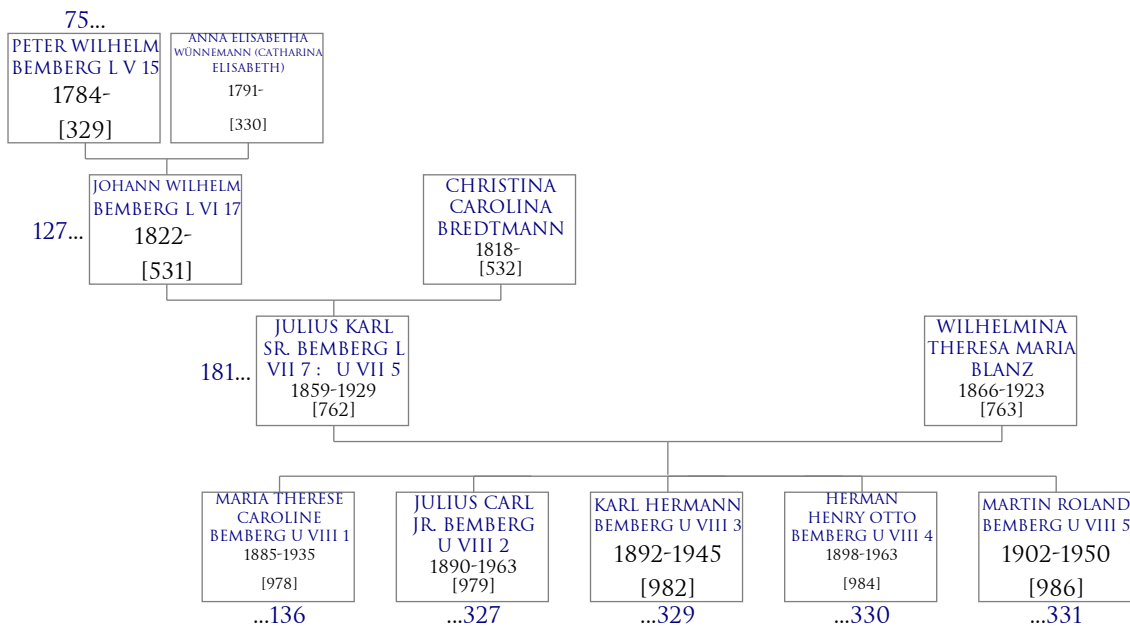 75...
PETER WILHELM
BEMBERG L V 15
1784-
[329]
ANNA ELISABETHA
WÜNNEMANN (CATHARINA
ELISABETH)
1791-
[330]
127...
JOHANN WILHELM
BEMBERG L VI 17
1822-
[531]
CHRISTINA
CAROLINA
BREDTMANN
1818-
[532]
181...
JULIUS KARL
SR. BEMBERG L
VII 7 : U VII 5
1859-1929
[762]
WILHELMINA
THERESA MARIA
BLANZ
1866-1923
[763]
MARIA THERESE
CAROLINE
BEMBERG U VIII 1
1885-1935
[978]
...136
JULIUS CARL
JR. BEMBERG
U VIII 2
1890-1963
[979]
...327
KARL HERMANN
BEMBERG U VIII 3
1892-1945
[982]
...329
HERMAN
HENRY OTTO
BEMBERG U VIII 4
1898-1963
[984]
...330
MARTIN ROLAND
BEMBERG U VIII 5
1902-1950
[986]
...331